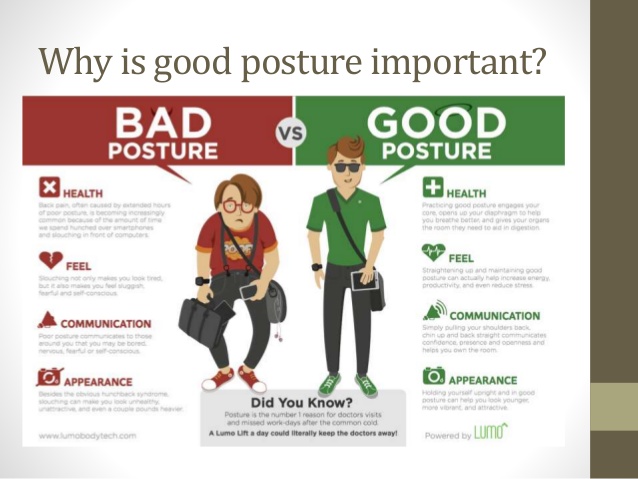 Why is good posture important?
BAD
POSTURE
VS
GOOD
POSTURE
HEALTH
Back pain, often caused by extended hours
of poor posture, is becoming increasingly
common because of the amount of time
we spend hunched over smartphones
and slouching in front of computers.
FEEL
Slouching not only makes you look tired,
but it also makes you feel sluggish,
fearful and self-conscious.
COMMUNICATION
Poor posture communicates to those
around you that you may be bored,
nervous, fearful or self-conscious.
APPEARANCE
Besides the obvious hunchback syndrome,
slouching can make you look unhealthy,
unattractive, and even a couple pounds heavier.
www.lumobodytech.com
HEALTH
Practicing good posture engages your
core, opens up your diaphragm to help
you breathe better, and gives your organs
the room they need to aid in digestion.
FEEL
Straightening up and maintaining good
posture can actually help increase energy,
productivity, and even reduce stress.
COMMUNICATION
Simply pulling your shoulders back,
chin up and back straight communicates
confidence, presence and openness and
helps you own the room.
APPEARANCE
Holding yourself upright and in good
posture can help you look younger,
more vibrant, and attractive.
Did You Know?
Posture is the number 1 reason for doctors visits
and missed work-days after the common cold.
A Lumo Lift a day could literally keep the doctors away!
Powered by LUMO